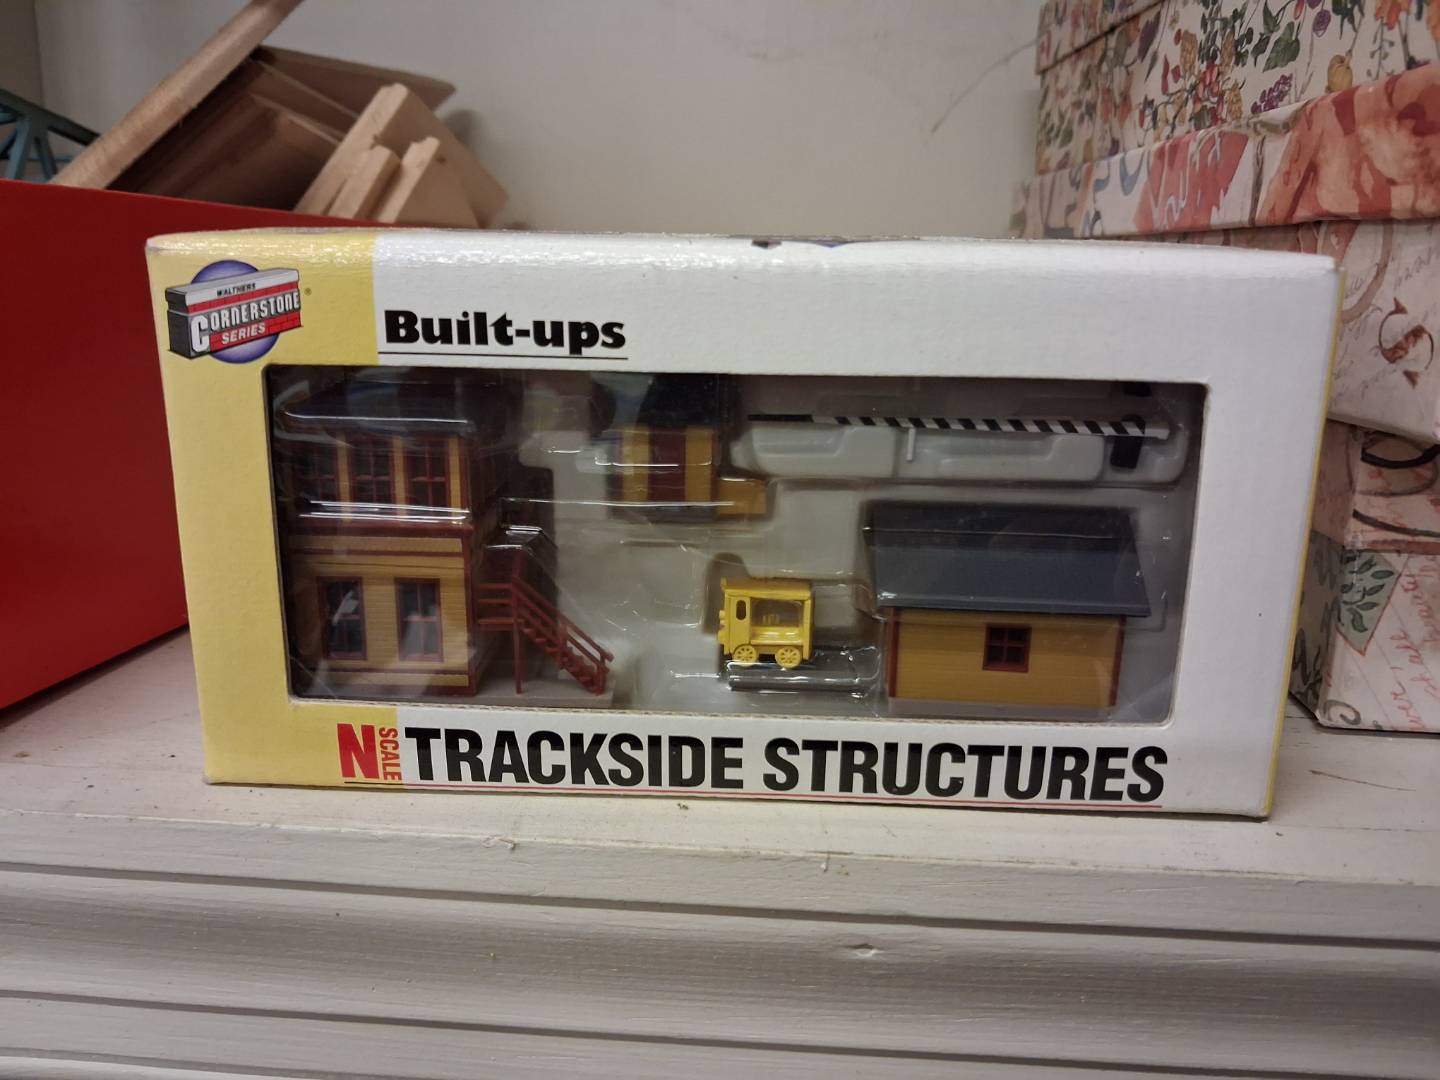 WALTHERS
CORNERSTONE®
SERIES
Built-ups
N SCALE TRACKSIDE STRUCTURES